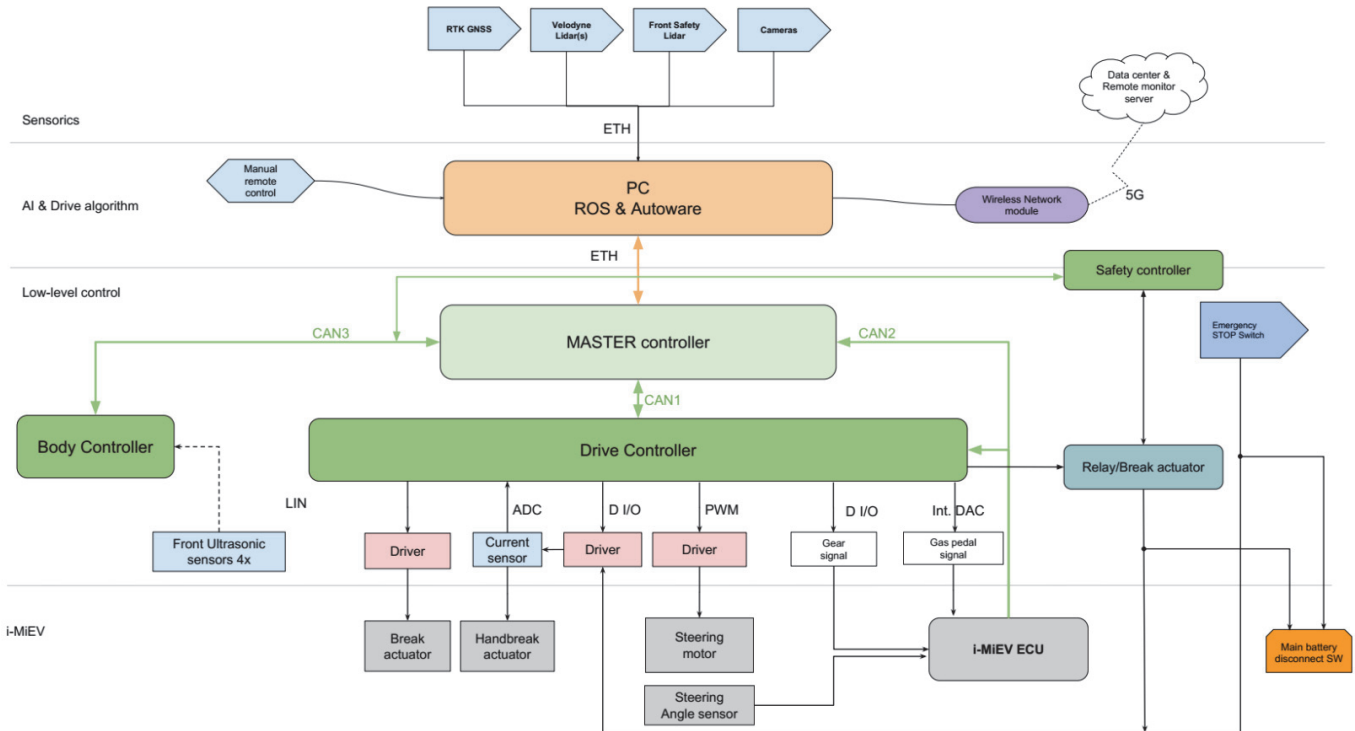 RTK GNSS
Velodyne
Lidar(s)
Front Safety
Lidar
Cameras
Data center &
Remote monitor
server
Sensorics
ETH
Manual
remote
control
PC
ROS & Autoware
AI & Drive algorithm
Wireless Network
module
5G
ETH
Safety controller
Low-level control
CAN3
MASTER controller
CAN2
Emergency
STOP Switch
CAN1
Body Controller
Drive Controller
Relay/Break actuator
LIN
ADC
D I/O
PWM
D I/O
Int. DAC
Front Ultrasonic
sensors 4x
Driver
Current
sensor
Driver
Driver
Gear
signal
Gas pedal
signal
i-MiEV
Break
actuator
Handbreak
actuator
Steering
motor
i-MiEV ECU
Main battery
disconnect SW
Steering
Angle sensor